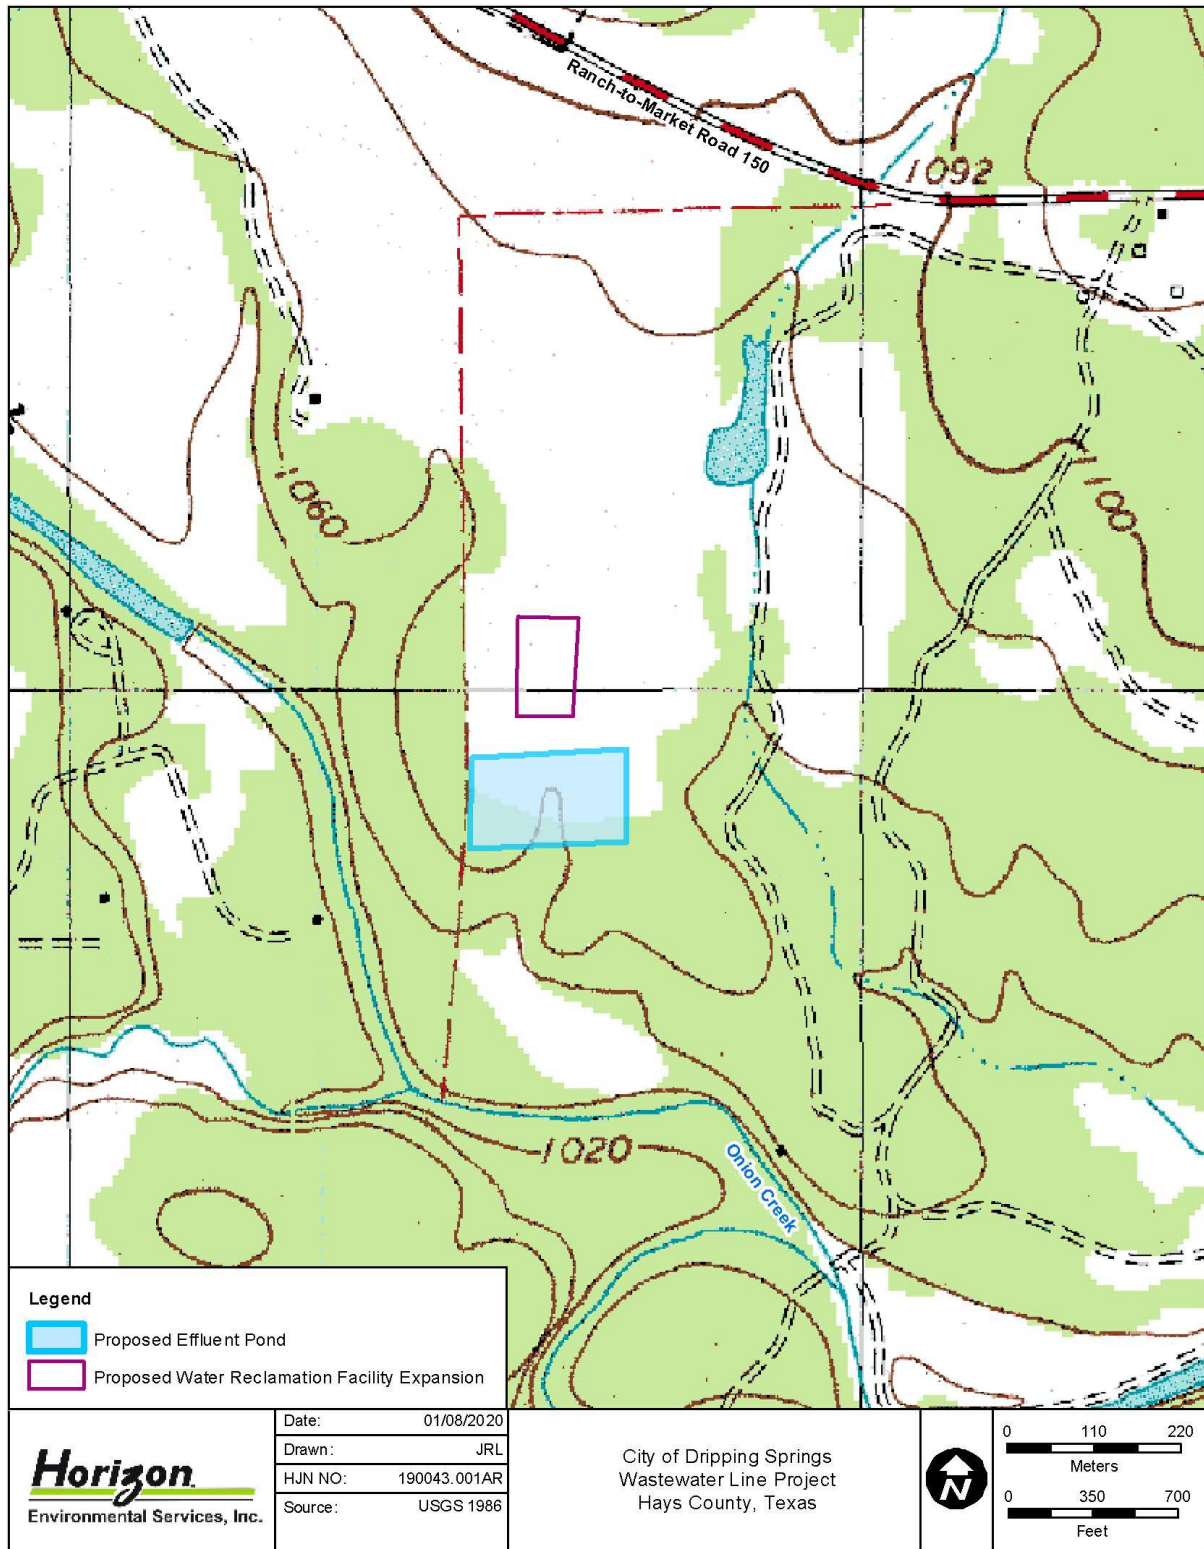 Ranch-to-Market Road 150
1092
1060
1100
1020
Onion Creek
Legend
Proposed Effluent Pond
Proposed Water Reclamation Facility Expansion
Horizon
Environmental Services, Inc.
Date: 01/08/2020
Drawn: JRL
HJN NO: 190043.001AR
Source: USGS 1986
City of Dripping Springs
Wastewater Line Project
Hays County, Texas
N
0 110 220
Meters
0 350 700
Feet